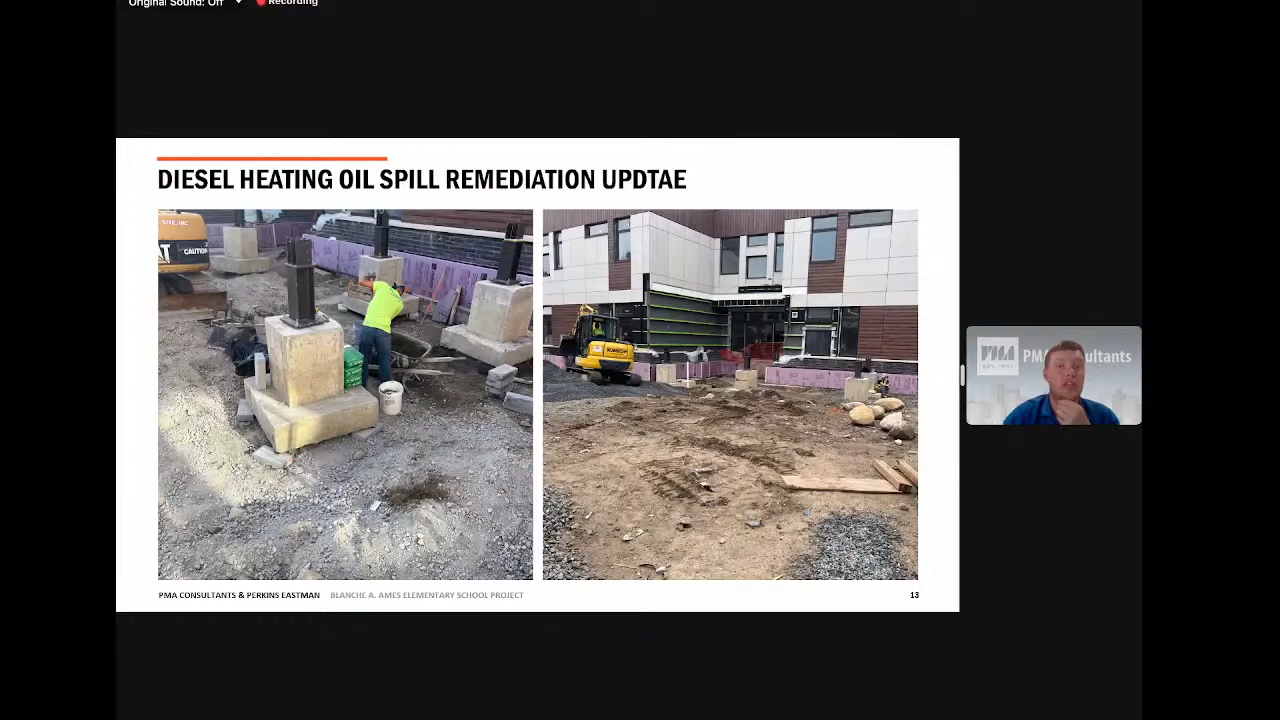 Original Sound: Off
Recording
DIESEL HEATING OIL SPILL REMEDIATION UPDTAE
CAUTION
PMA Consultants
PMA CONSULTANTS & PERKINS EASTMAN BLANCHE A. AMES ELEMENTARY SCHOOL PROJECT 13